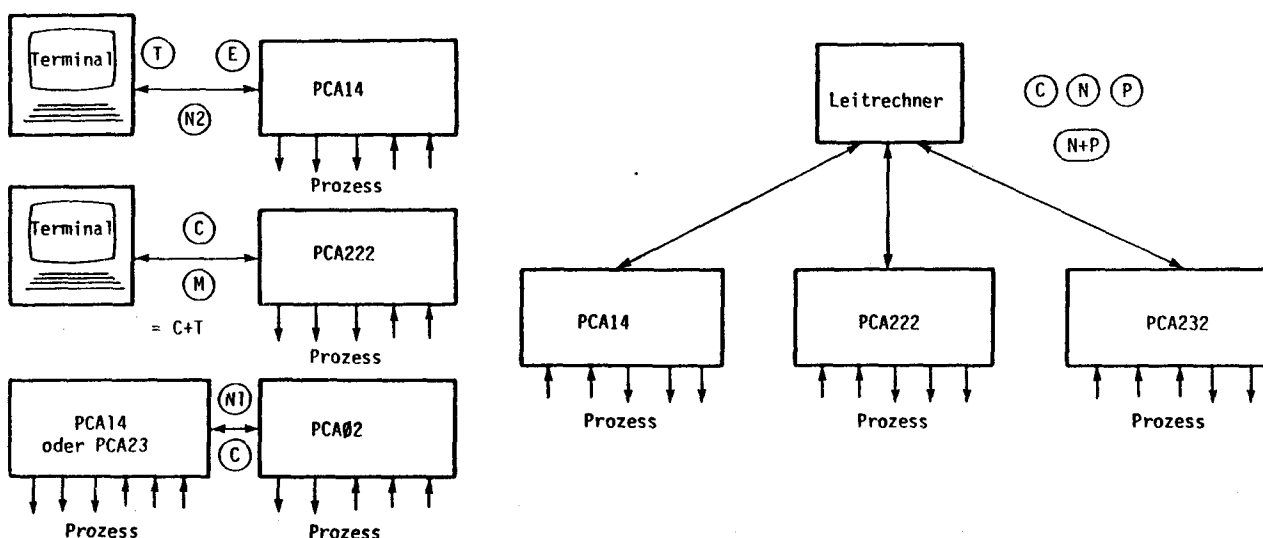 Terminal
T
E
N2
PCA14
Prozess
Terminal
C
M
= C+T
PCA222
Prozess
PCA14
oder PCA23
N1
C
PCAØ2
Prozess
Prozess
Leitrechner
C N P
N+P
PCA14
PCA222
PCA232
Prozess
Prozess
Prozess